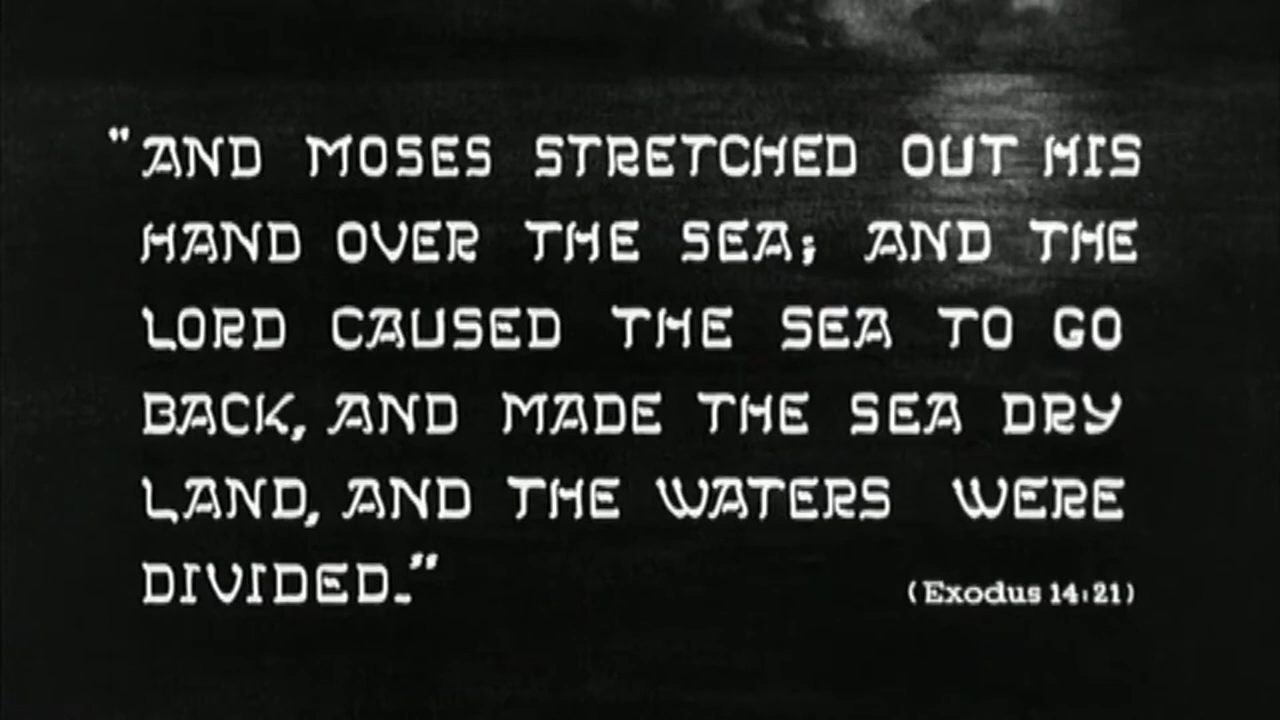 "AND MOSES STRETCHED OUT HIS
HAND OVER THE SEA; AND THE
LORD CAUSED THE SEA TO GO
BACK, AND MADE THE SEA DRY
LAND, AND THE WATERS WERE
DIVIDED."
(Exodus 14:21)